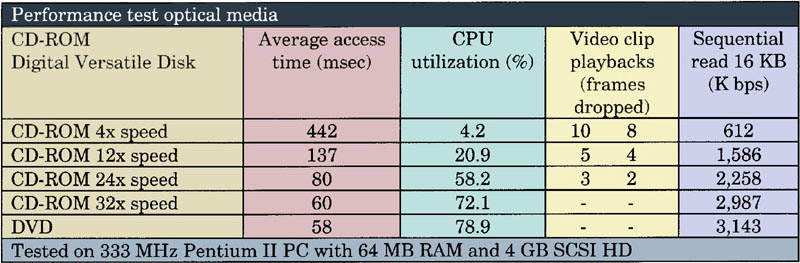 Performance test optical media
CD-ROM Average access CPU Video clip Sequential
Digital Versatile Disk time (msec) utilization (%) playbacks read 16 KB
(frames (K bps)
dropped)
CD-ROM 4x speed 442 4.2 10 8 612
CD-ROM 12x speed 137 20.9 5 4 1,586
CD-ROM 24x speed 80 58.2 3 2 2,258
CD-ROM 32x speed 60 72.1 - - 2,987
DVD 58 78.9 - - 3,143
Tested on 333 MHz Pentium II PC with 64 MB RAM and 4 GB SCSI HD